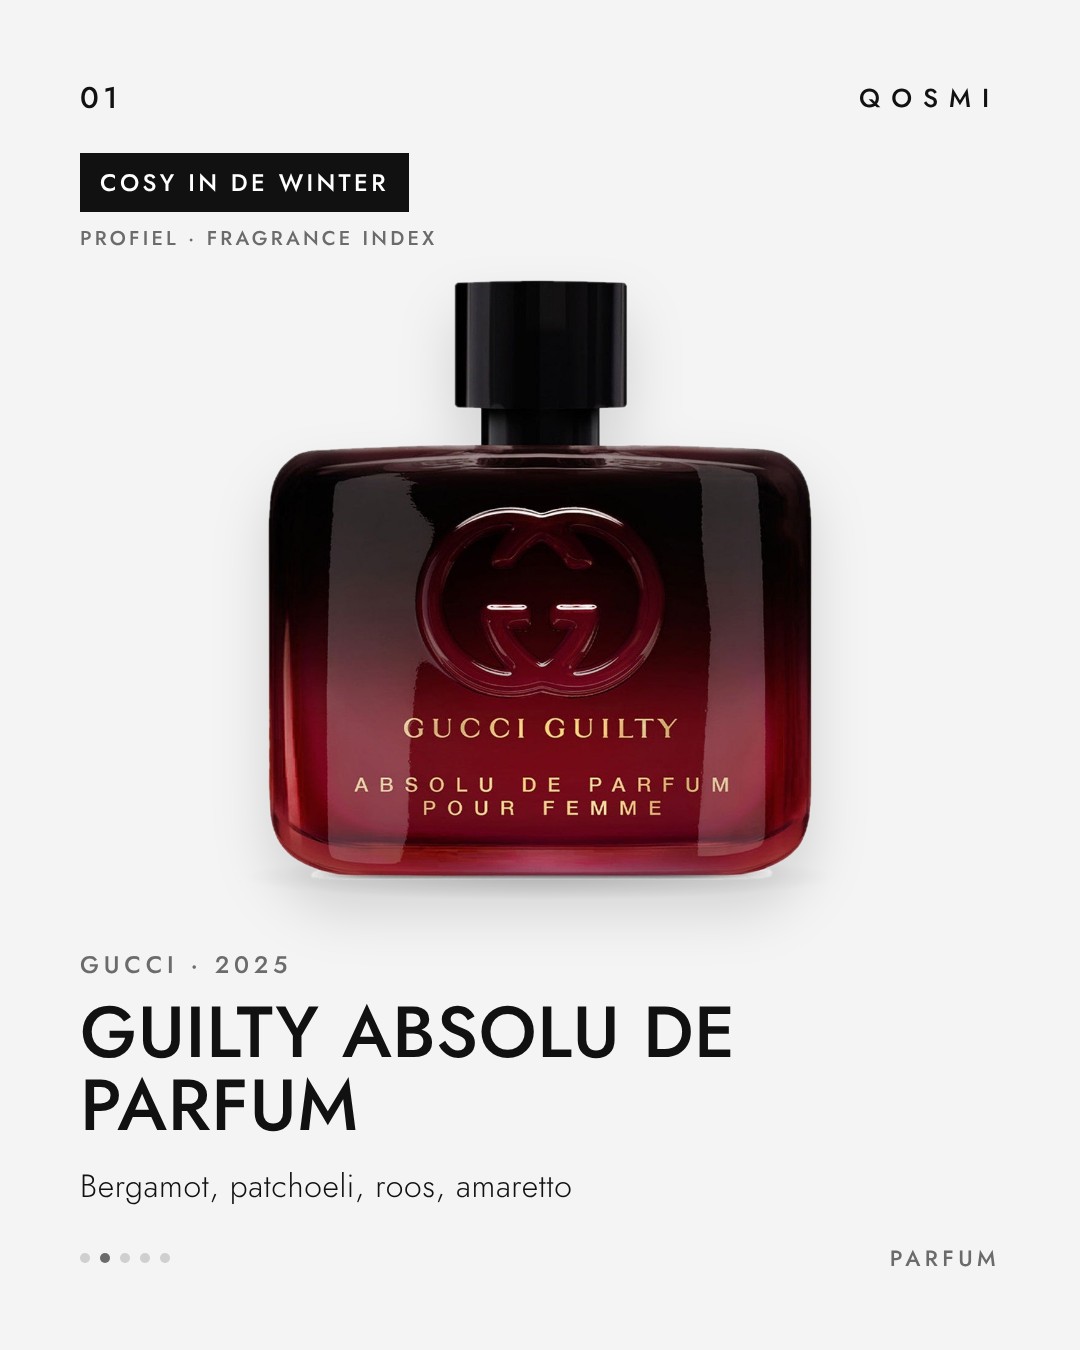 01
QOSMI
COSY IN DE WINTER
PROFIEL · FRAGRANCE INDEX
GUCCI GUILTY
ABSOLU DE PARFUM
POUR FEMME
GUCCI · 2025
GUILTY ABSOLU DE
PARFUM
Bergamot, patchoeli, roos, amaretto
PARFUM